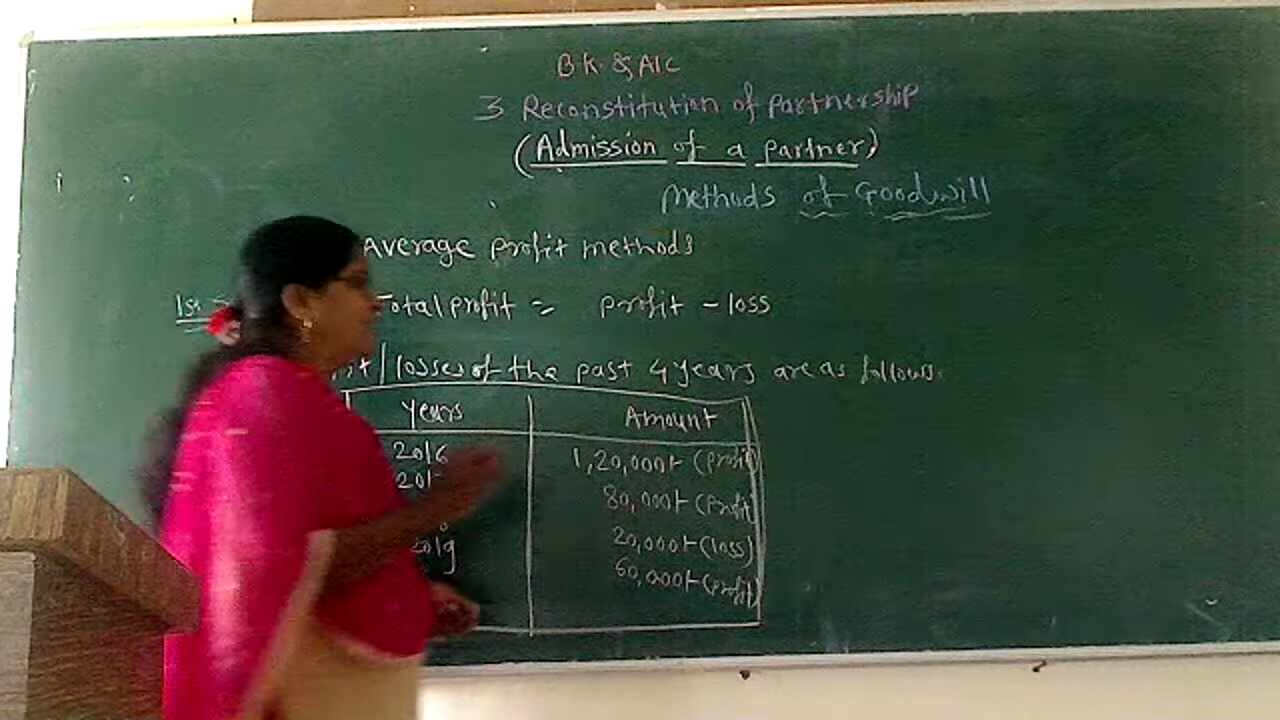 B.K. & A/C
3 Reconstitution of Partnership
(Admission of a partner)
Methods of Goodwill
Average profit methods
1st
Total profit = profit - loss
losses of the past 4 years are as follows.
Years Amount
2016 1,20,000/- (Profit)
80,000/- (Profit)
20,000/- (loss)
2019 60,000/- (Profit)